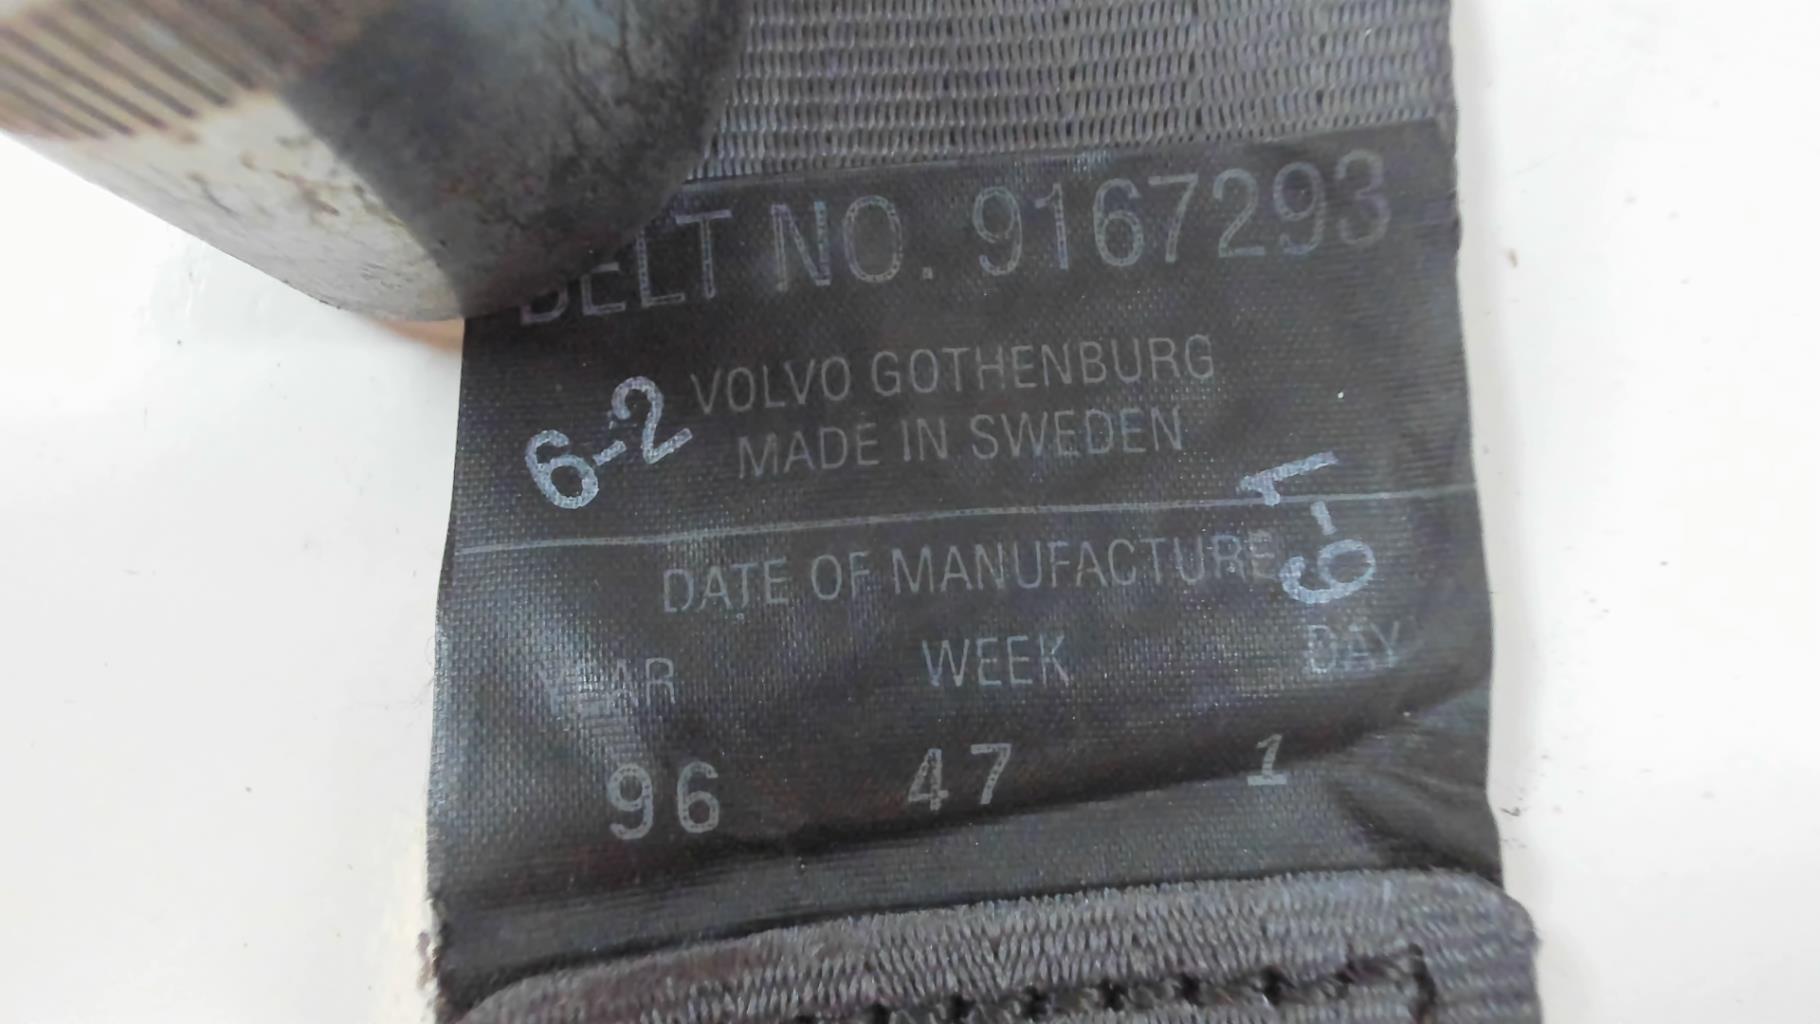 BELT NO. 9167293
VOLVO GOTHENBURG
6-2
MADE IN SWEDEN
6-1
DATE OF MANUFACTURE
YEAR WEEK DAY
96 47 1